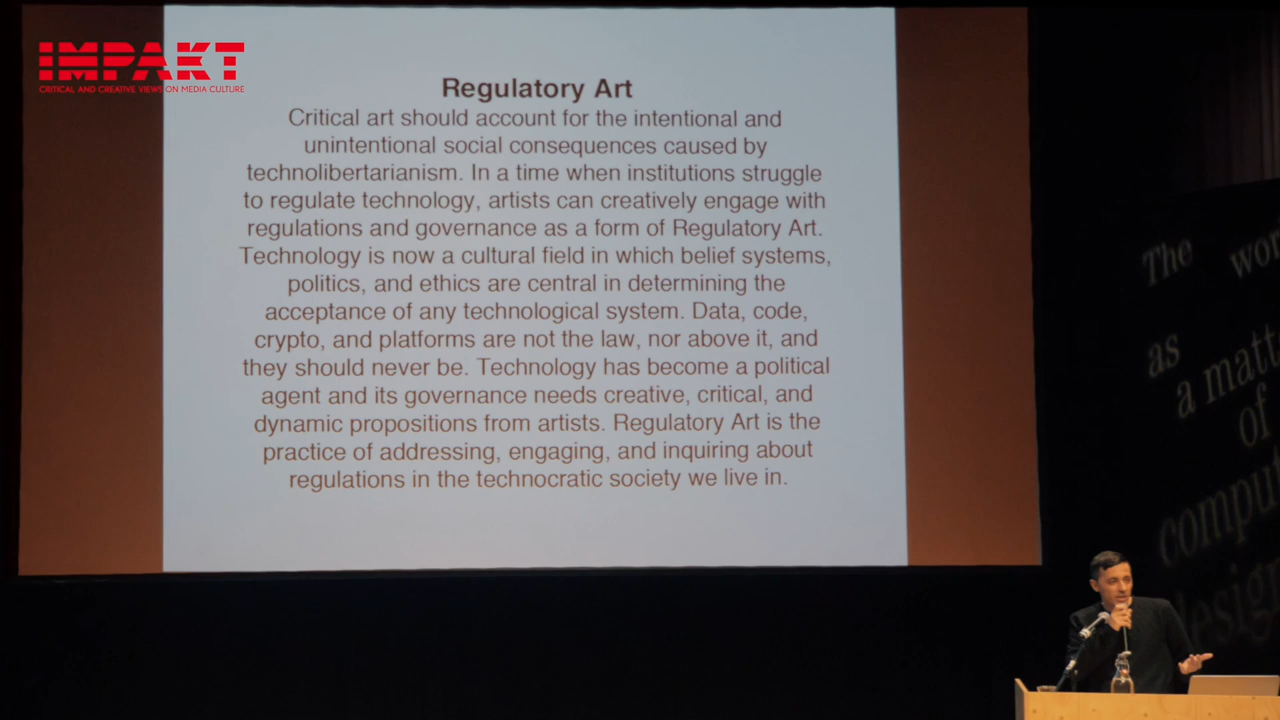 IMPAKT
CRITICAL AND CREATIVE VIEWS ON MEDIA CULTURE
Regulatory Art
Critical art should account for the intentional and
unintentional social consequences caused by
technolibertarianism. In a time when institutions struggle
to regulate technology, artists can creatively engage with
regulations and governance as a form of Regulatory Art.
Technology is now a cultural field in which belief systems,
politics, and ethics are central in determining the
acceptance of any technological system. Data, code,
crypto, and platforms are not the law, nor above it, and
they should never be. Technology has become a political
agent and its governance needs creative, critical, and
dynamic propositions from artists. Regulatory Art is the
practice of addressing, engaging, and inquiring about
regulations in the technocratic society we live in.
The
as
a
of